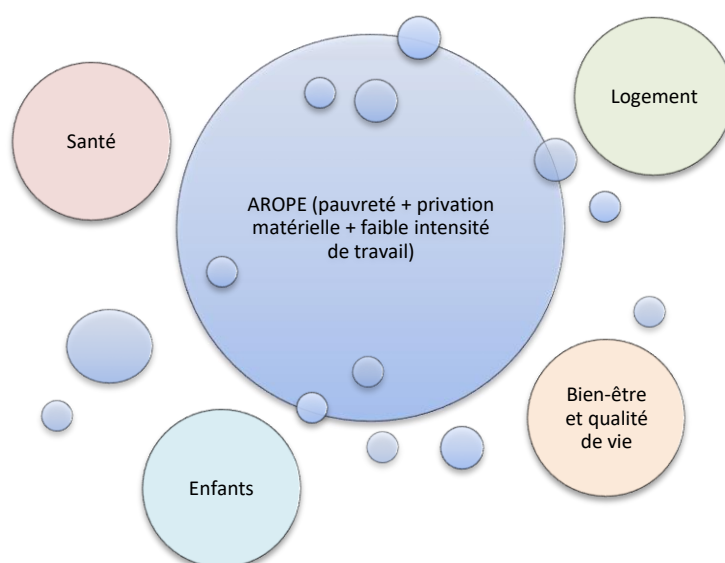 Logement
Santé
AROPE (pauvreté + privation
matérielle + faible intensité
de travail)
Bien-être
et qualité
de vie
Enfants